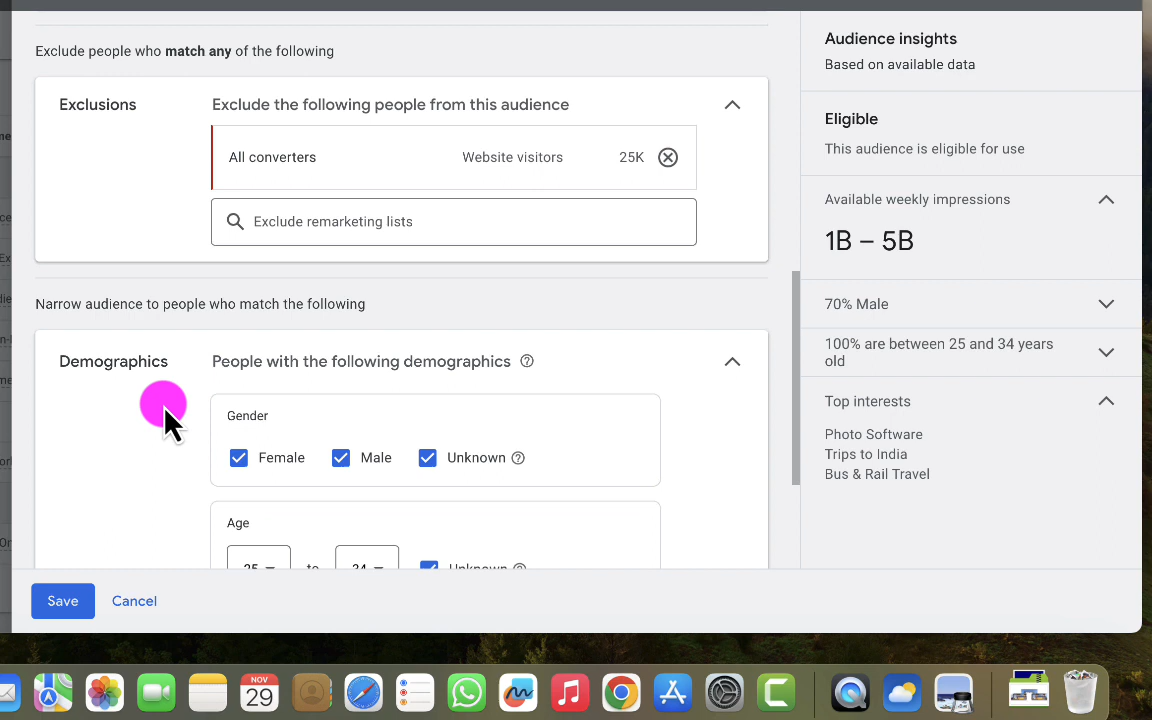 Exclude people who match any of the following
Exclusions
Exclude the following people from this audience
All converters
Website visitors
25K
Exclude remarketing lists
Narrow audience to people who match the following
Demographics
People with the following demographics
Gender
Female
Male
Unknown
Age
25
to
34
Unknown
Save
Cancel
Audience insights
Based on available data
Eligible
This audience is eligible for use
Available weekly impressions
1B – 5B
70% Male
100% are between 25 and 34 years
old
Top interests
Photo Software
Trips to India
Bus & Rail Travel
NOV
29